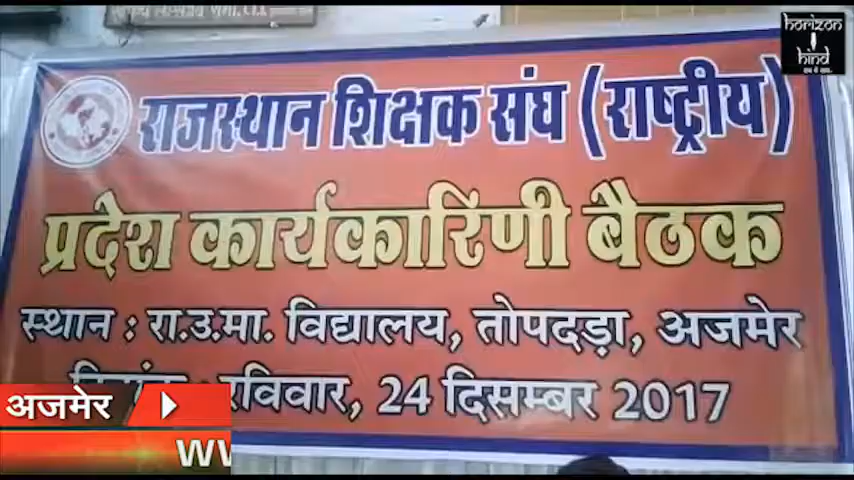 horizon
hind
राजस्थान शिक्षक संघ (राष्ट्रीय)
प्रदेश कार्यकारिणी बैठक
स्थान : रा.उ.मा. विद्यालय, तोपदड़ा, अजमेर
रविवार, 24 दिसम्बर 2017
अजमेर